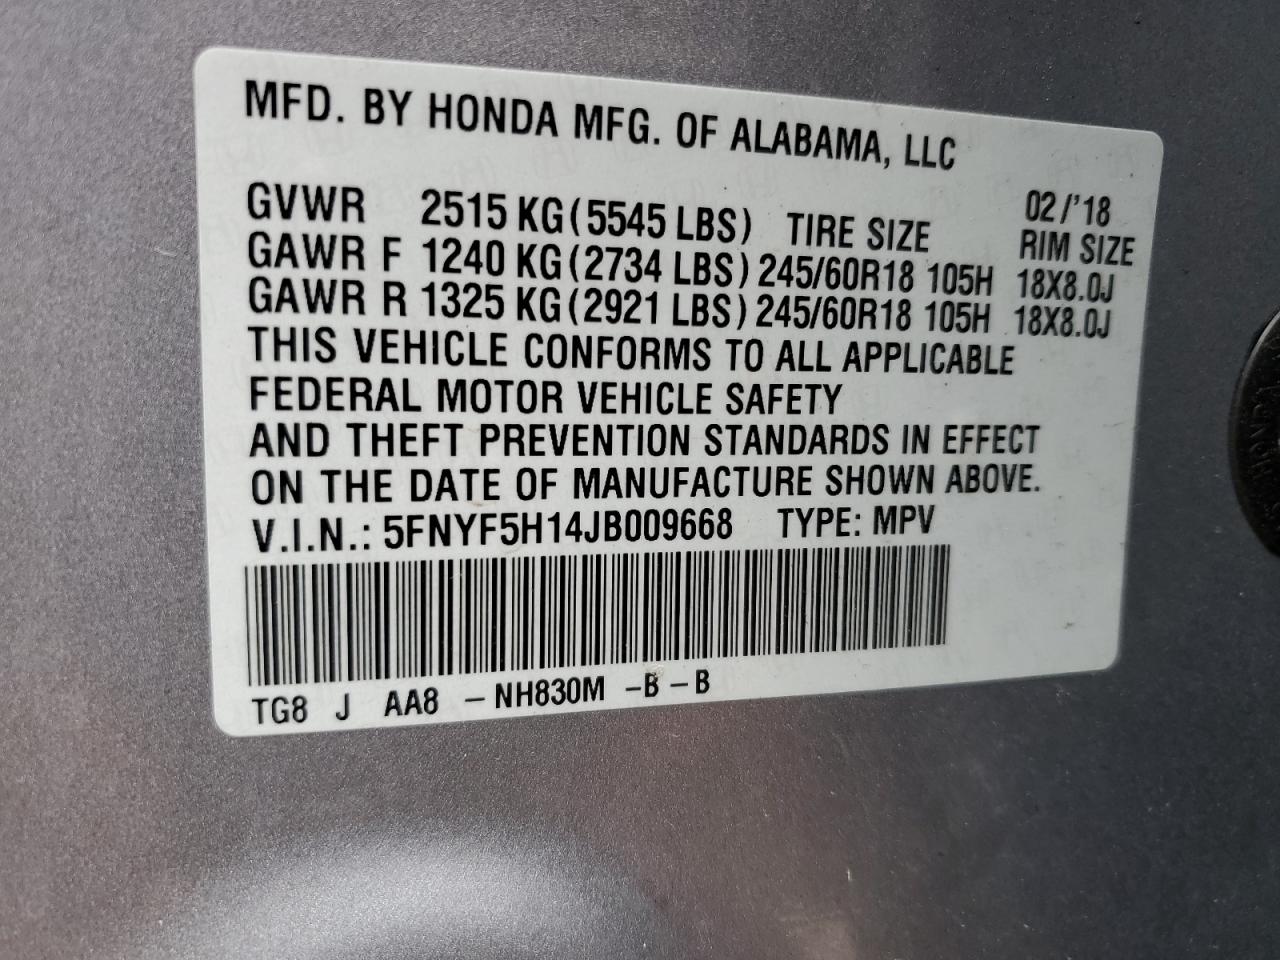 MFD. BY HONDA MFG. OF ALABAMA, LLC
02/'18
GVWR 2515 KG (5545 LBS) TIRE SIZE RIM SIZE
GAWR F 1240 KG (2734 LBS) 245/60R18 105H 18X8.0J
GAWR R 1325 KG (2921 LBS) 245/60R18 105H 18X8.0J
THIS VEHICLE CONFORMS TO ALL APPLICABLE
FEDERAL MOTOR VEHICLE SAFETY
AND THEFT PREVENTION STANDARDS IN EFFECT
ON THE DATE OF MANUFACTURE SHOWN ABOVE.
V.I.N.: 5FNYF5H14JB009668 TYPE: MPV
TG8 J AA8 -NH830M -B-B
HONDA